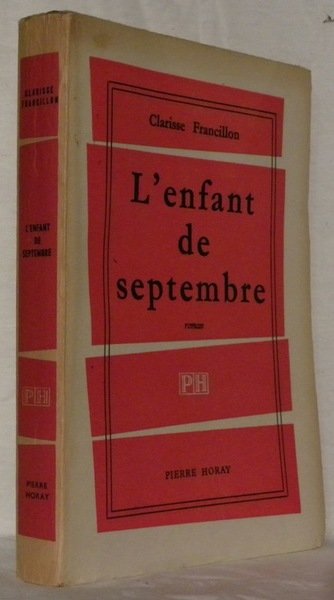 CLARISSE
FRANCILLON
L'ENFANT
DE
SEPTEMBRE
PH
PIERRE
HORAY
Clarisse Francillon
L'enfant
de
septembre
roman
PH
PIERRE HORAY